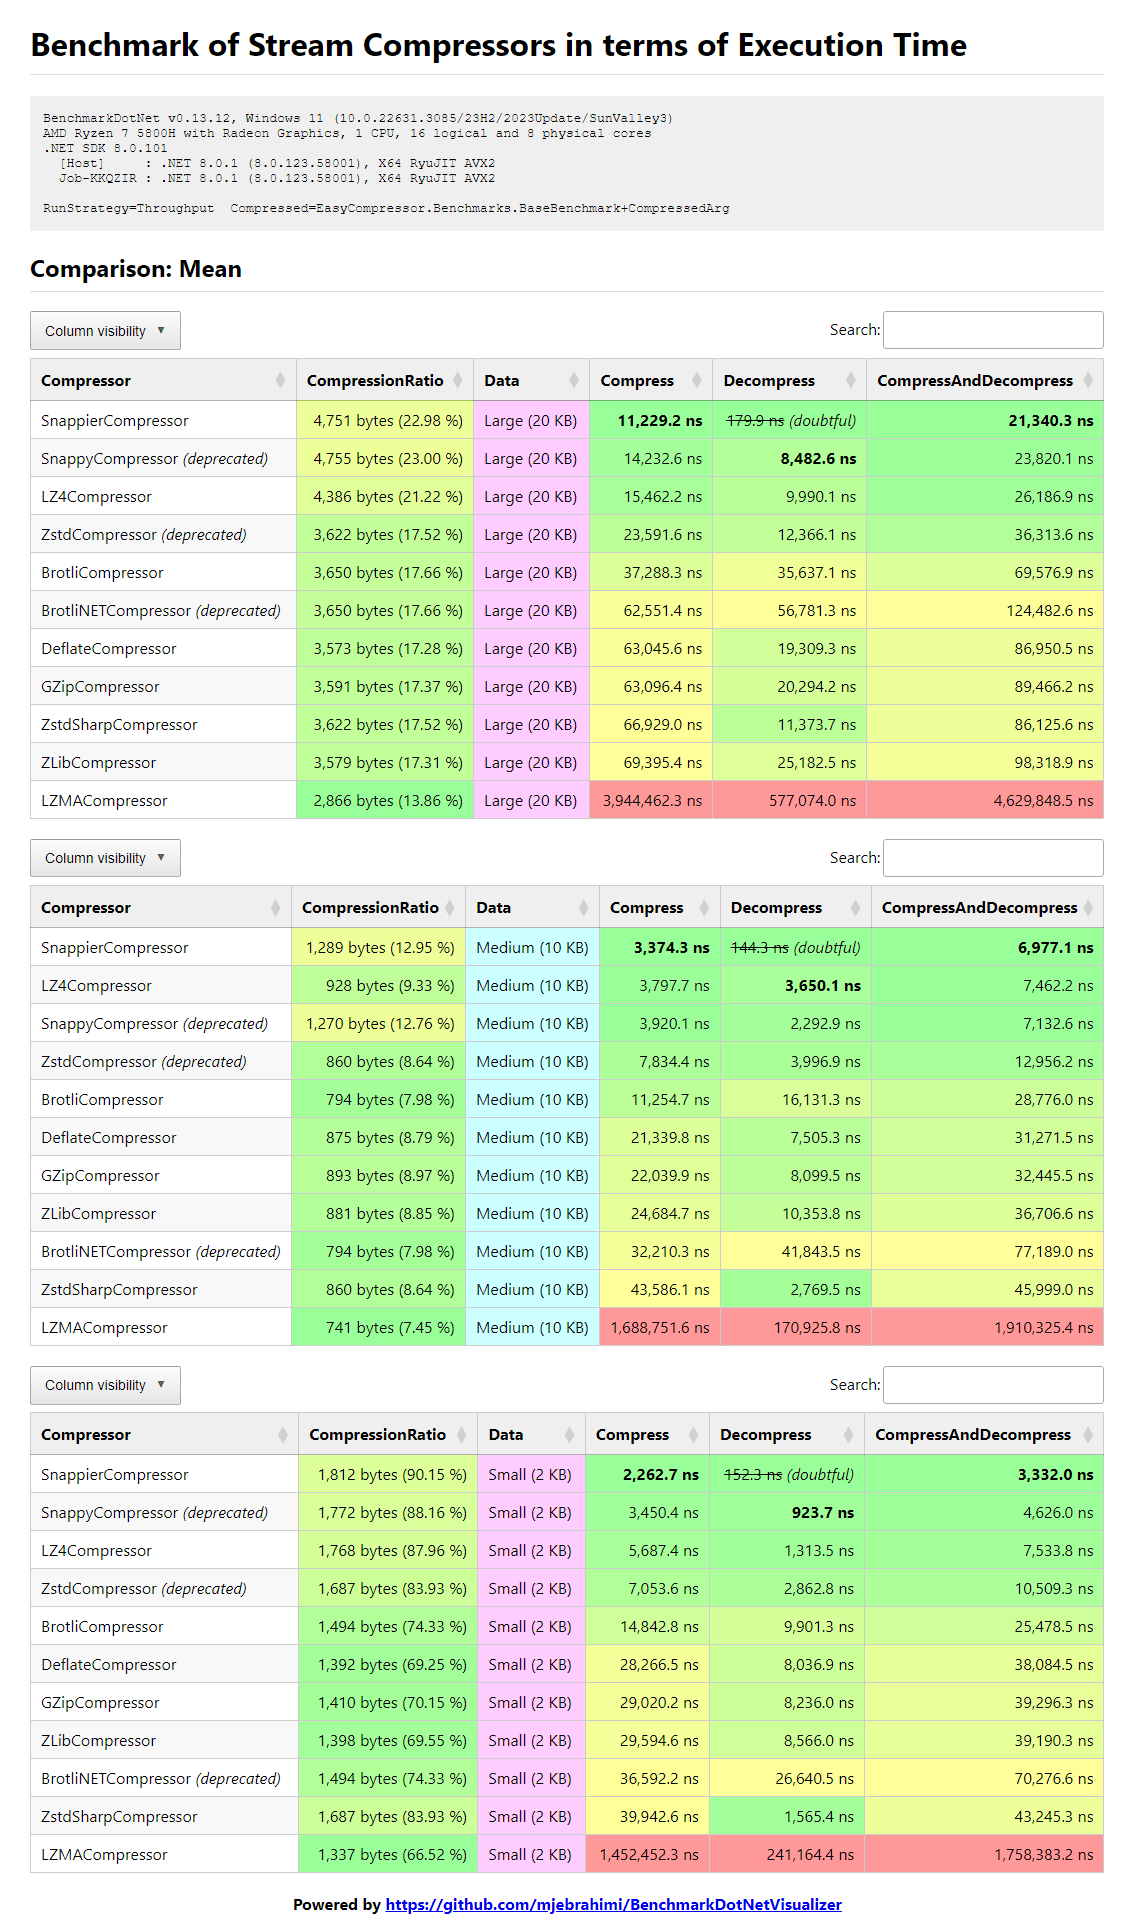 Benchmark of Stream Compressors in terms of Execution Time
BenchmarkDotNet v0.13.12, Windows 11 (10.0.22631.3085/23H2/2023Update/SunValley3)
AMD Ryzen 7 5800H with Radeon Graphics, 1 CPU, 16 logical and 8 physical cores
.NET SDK 8.0.101
[Host]     : .NET 8.0.1 (8.0.123.58001), X64 RyuJIT AVX2
Job-KKQZIR : .NET 8.0.1 (8.0.123.58001), X64 RyuJIT AVX2
RunStrategy=Throughput  Compressed=EasyCompressor.Benchmarks.BaseBenchmark+CompressedArg
Comparison: Mean
Column visibility ▼ Search:
Compressor CompressionRatio Data Compress Decompress CompressAndDecompress
SnappierCompressor 4,751 bytes (22.98 %) Large (20 KB) 11,229.2 ns 179.9 ns (doubtful) 21,340.3 ns
SnappyCompressor (deprecated) 4,755 bytes (23.00 %) Large (20 KB) 14,232.6 ns 8,482.6 ns 23,820.1 ns
LZ4Compressor 4,386 bytes (21.22 %) Large (20 KB) 15,462.2 ns 9,990.1 ns 26,186.9 ns
ZstdCompressor (deprecated) 3,622 bytes (17.52 %) Large (20 KB) 23,591.6 ns 12,366.1 ns 36,313.6 ns
BrotliCompressor 3,650 bytes (17.66 %) Large (20 KB) 37,288.3 ns 35,637.1 ns 69,576.9 ns
BrotliNETCompressor (deprecated) 3,650 bytes (17.66 %) Large (20 KB) 62,551.4 ns 56,781.3 ns 124,482.6 ns
DeflateCompressor 3,573 bytes (17.28 %) Large (20 KB) 63,045.6 ns 19,309.3 ns 86,950.5 ns
GZipCompressor 3,591 bytes (17.37 %) Large (20 KB) 63,096.4 ns 20,294.2 ns 89,466.2 ns
ZstdSharpCompressor 3,622 bytes (17.52 %) Large (20 KB) 66,929.0 ns 11,373.7 ns 86,125.6 ns
ZLibCompressor 3,579 bytes (17.31 %) Large (20 KB) 69,395.4 ns 25,182.5 ns 98,318.9 ns
LZMACompressor 2,866 bytes (13.86 %) Large (20 KB) 3,944,462.3 ns 577,074.0 ns 4,629,848.5 ns
Column visibility ▼ Search:
Compressor CompressionRatio Data Compress Decompress CompressAndDecompress
SnappierCompressor 1,289 bytes (12.95 %) Medium (10 KB) 3,374.3 ns 144.3 ns (doubtful) 6,977.1 ns
LZ4Compressor 928 bytes (9.33 %) Medium (10 KB) 3,797.7 ns 3,650.1 ns 7,462.2 ns
SnappyCompressor (deprecated) 1,270 bytes (12.76 %) Medium (10 KB) 3,920.1 ns 2,292.9 ns 7,132.6 ns
ZstdCompressor (deprecated) 860 bytes (8.64 %) Medium (10 KB) 7,834.4 ns 3,996.9 ns 12,956.2 ns
BrotliCompressor 794 bytes (7.98 %) Medium (10 KB) 11,254.7 ns 16,131.3 ns 28,776.0 ns
DeflateCompressor 875 bytes (8.79 %) Medium (10 KB) 21,339.8 ns 7,505.3 ns 31,271.5 ns
GZipCompressor 893 bytes (8.97 %) Medium (10 KB) 22,039.9 ns 8,099.5 ns 32,445.5 ns
ZLibCompressor 881 bytes (8.85 %) Medium (10 KB) 24,684.7 ns 10,353.8 ns 36,706.6 ns
BrotliNETCompressor (deprecated) 794 bytes (7.98 %) Medium (10 KB) 32,210.3 ns 41,843.5 ns 77,189.0 ns
ZstdSharpCompressor 860 bytes (8.64 %) Medium (10 KB) 43,586.1 ns 2,769.5 ns 45,999.0 ns
LZMACompressor 741 bytes (7.45 %) Medium (10 KB) 1,688,751.6 ns 170,925.8 ns 1,910,325.4 ns
Column visibility ▼ Search:
Compressor CompressionRatio Data Compress Decompress CompressAndDecompress
SnappierCompressor 1,812 bytes (90.15 %) Small (2 KB) 2,262.7 ns 152.3 ns (doubtful) 3,332.0 ns
SnappyCompressor (deprecated) 1,772 bytes (88.16 %) Small (2 KB) 3,450.4 ns 923.7 ns 4,626.0 ns
LZ4Compressor 1,768 bytes (87.96 %) Small (2 KB) 5,687.4 ns 1,313.5 ns 7,533.8 ns
ZstdCompressor (deprecated) 1,687 bytes (83.93 %) Small (2 KB) 7,053.6 ns 2,862.8 ns 10,509.3 ns
BrotliCompressor 1,494 bytes (74.33 %) Small (2 KB) 14,842.8 ns 9,901.3 ns 25,478.5 ns
DeflateCompressor 1,392 bytes (69.25 %) Small (2 KB) 28,266.5 ns 8,036.9 ns 38,084.5 ns
GZipCompressor 1,410 bytes (70.15 %) Small (2 KB) 29,020.2 ns 8,236.0 ns 39,296.3 ns
ZLibCompressor 1,398 bytes (69.55 %) Small (2 KB) 29,594.6 ns 8,566.0 ns 39,190.3 ns
BrotliNETCompressor (deprecated) 1,494 bytes (74.33 %) Small (2 KB) 36,592.2 ns 26,640.5 ns 70,276.6 ns
ZstdSharpCompressor 1,687 bytes (83.93 %) Small (2 KB) 39,942.6 ns 1,565.4 ns 43,245.3 ns
LZMACompressor 1,337 bytes (66.52 %) Small (2 KB) 1,452,452.3 ns 241,164.4 ns 1,758,383.2 ns
Powered by https://github.com/mjebrahimi/BenchmarkDotNetVisualizer